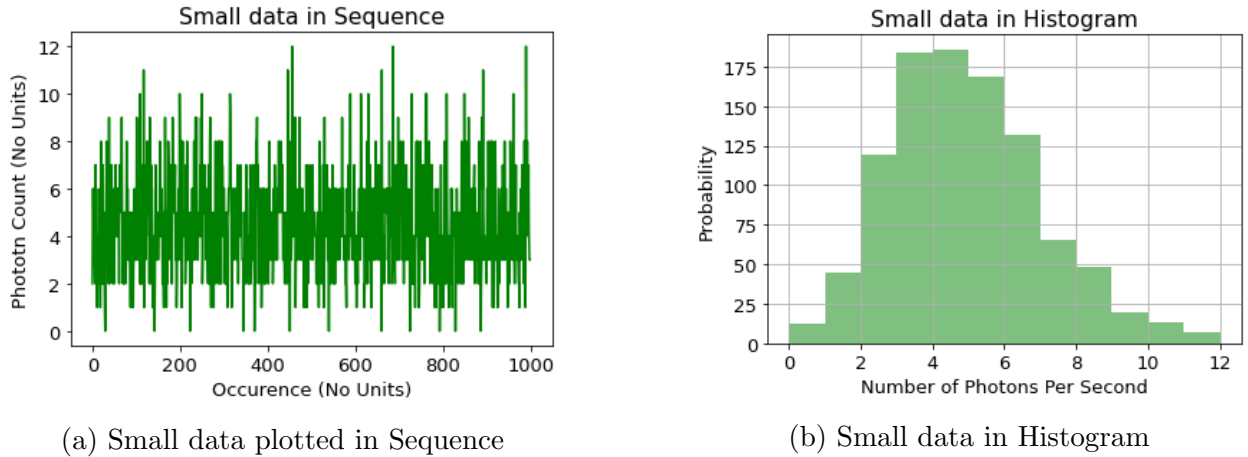 Small data in Sequence
Phototn Count (No Units)
12
10
8
6
4
2
0
0 200 400 600 800 1000
Occurence (No Units)
(a) Small data plotted in Sequence
Small data in Histogram
Probability
175
150
125
100
75
50
25
0
0 2 4 6 8 10 12
Number of Photons Per Second
(b) Small data in Histogram